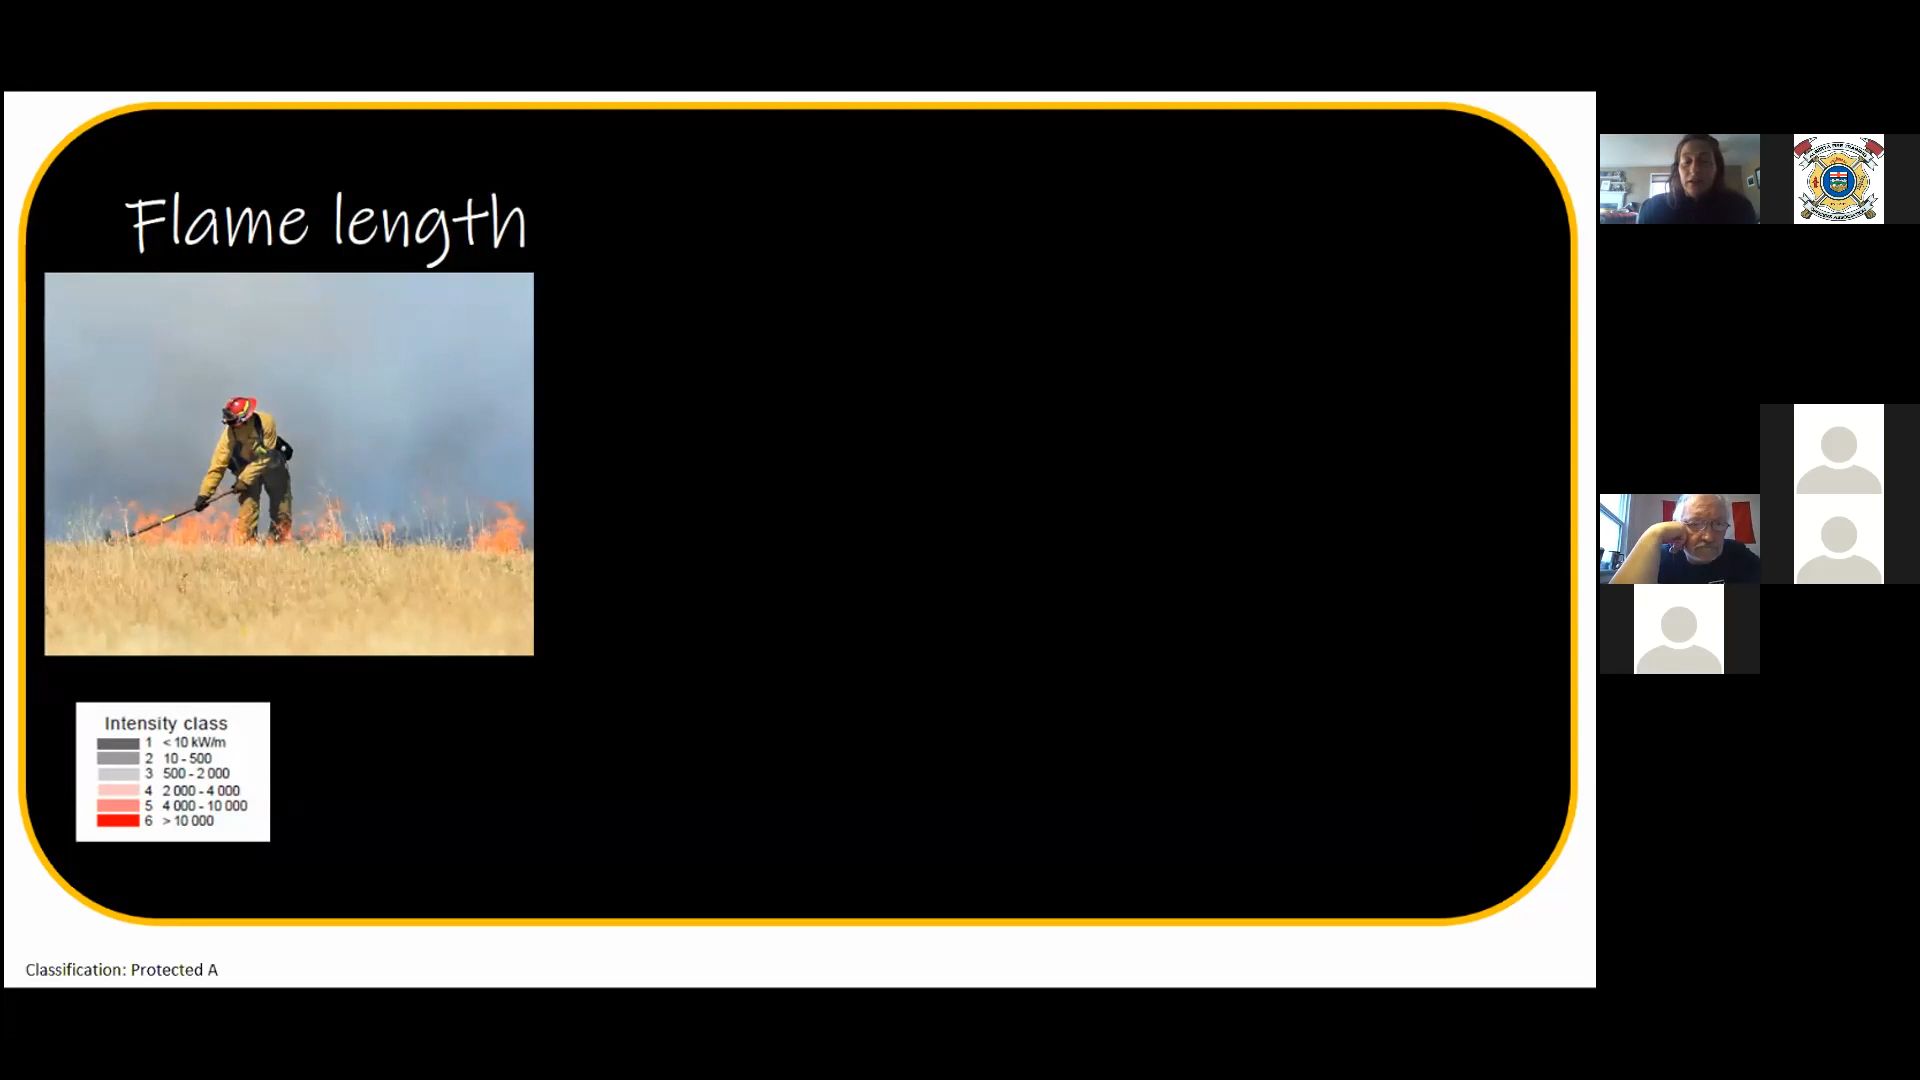 Flame length
Intensity class
1 < 10 kW/m
2 10 - 500
3 500 - 2 000
4 2 000 - 4 000
5 4 000 - 10 000
6 > 10 000
Classification: Protected A